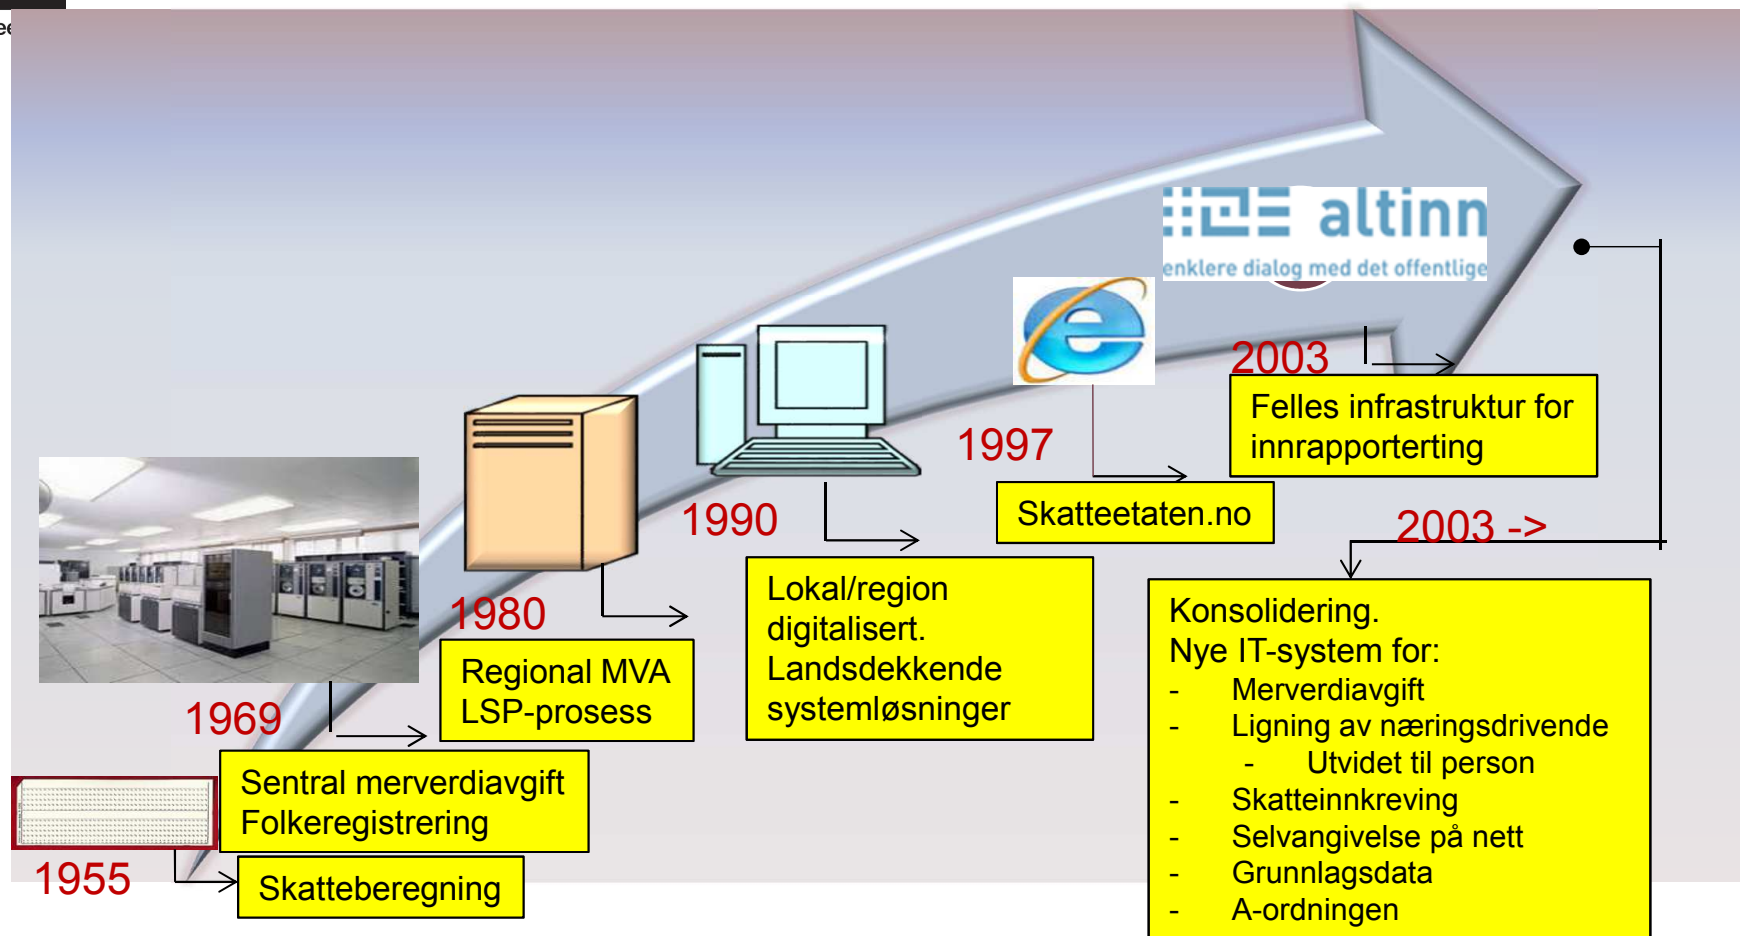 altinn
enklere dialog med det offentlige
2003
Felles infrastruktur for
innrapporterting
1997
Skatteetaten.no
1990
Lokal/region
digitalisert.
Landsdekkende
systemløsninger
1980
Regional MVA
LSP-prosess
1969
Sentral merverdiavgift
Folkeregistrering
1955
Skatteberegning
2003 ->
Konsolidering.
Nye IT-system for:
- Merverdiavgift
- Ligning av næringsdrivende
- Utvidet til person
- Skatteinnkreving
- Selvangivelse på nett
- Grunnlagsdata
- A-ordningen